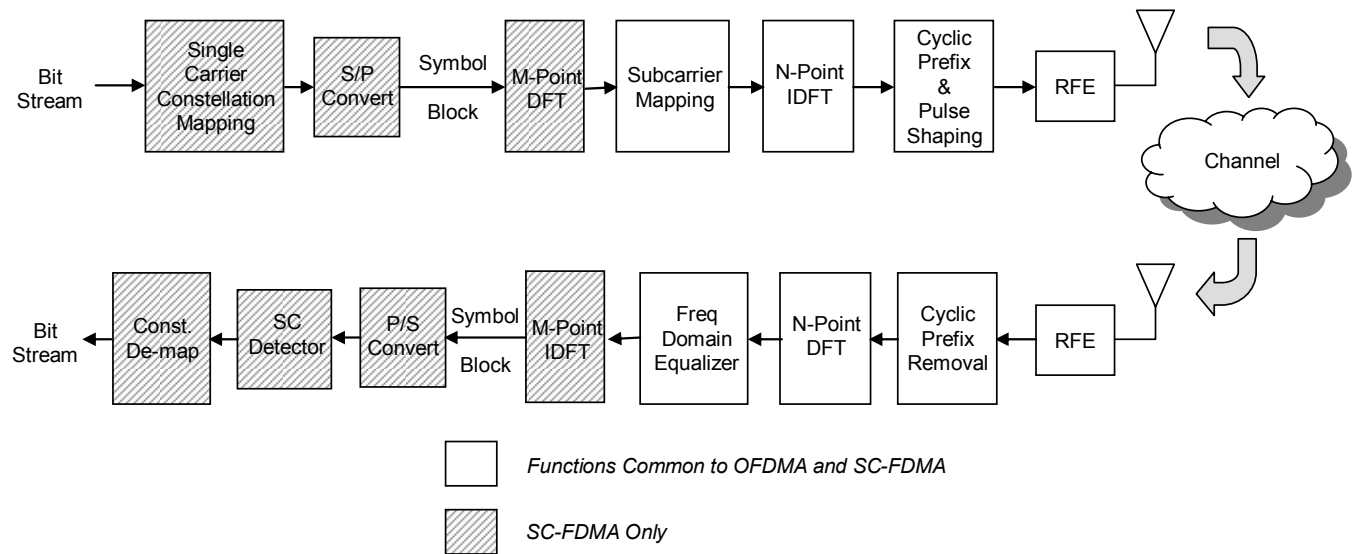 Bit
Stream
Single
Carrier
Constellation
Mapping
S/P
Convert
Symbol
Block
M-Point
DFT
Subcarrier
Mapping
N-Point
IDFT
Cyclic
Prefix
&
Pulse
Shaping
RFE
Channel
Bit
Stream
Const.
De-map
SC
Detector
P/S
Convert
Symbol
Block
M-Point
IDFT
Freq
Domain
Equalizer
N-Point
DFT
Cyclic
Prefix
Removal
RFE
Functions Common to OFDMA and SC-FDMA
SC-FDMA Only